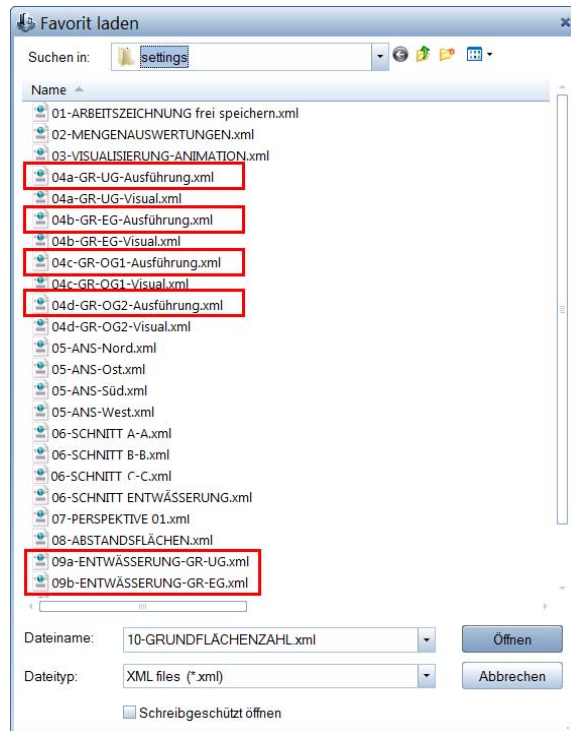 Favorit laden
Suchen in: settings
Name
01-ARBEITSZEICHNUNG frei speichern.xml
02-MENGENAUSWERTUNGEN.xml
03-VISUALISIERUNG-ANIMATION.xml
04a-GR-UG-Ausführung.xml
04a-GR-UG-Visual.xml
04b-GR-EG-Ausführung.xml
04b-GR-EG-Visual.xml
04c-GR-OG1-Ausführung.xml
04c-GR-OG1-Visual.xml
04d-GR-OG2-Ausführung.xml
04d-GR-OG2-Visual.xml
05-ANS-Nord.xml
05-ANS-Ost.xml
05-ANS-Süd.xml
05-ANS-West.xml
06-SCHNITT A-A.xml
06-SCHNITT B-B.xml
06-SCHNITT C-C.xml
06-SCHNITT ENTWÄSSERUNG.xml
07-PERSPEKTIVE 01.xml
08-ABSTANDSFLÄCHEN.xml
09a-ENTWÄSSERUNG-GR-UG.xml
09b-ENTWÄSSERUNG-GR-EG.xml
Dateiname: 10-GRUNDFLÄCHENZAHL.xml Öffnen
Dateityp: XML files (*.xml) Abbrechen
Schreibgeschützt öffnen